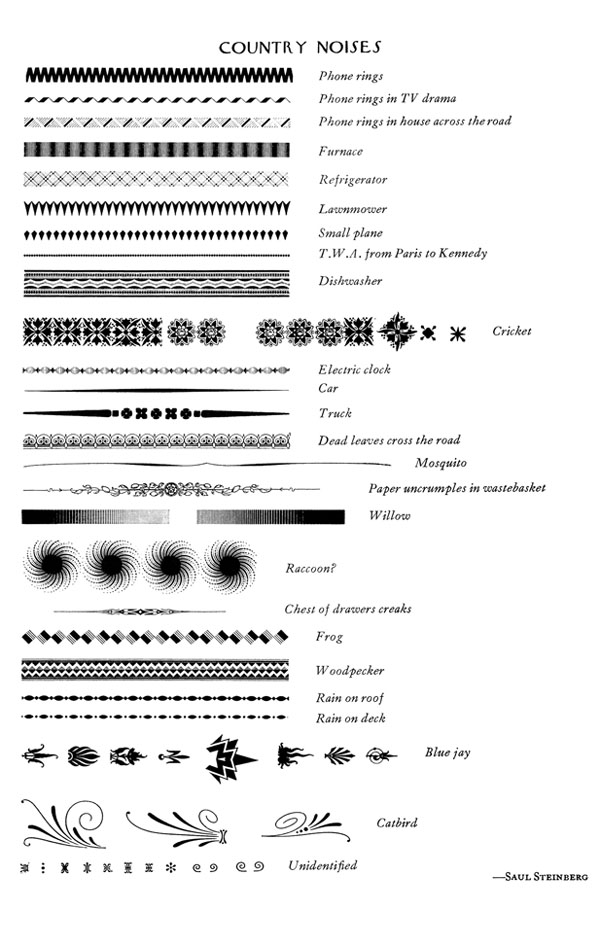 COUNTRY NOISES
Phone rings
Phone rings in TV drama
Phone rings in house across the road
Furnace
Refrigerator
Lawnmower
Small plane
T.W.A. from Paris to Kennedy
Dishwasher
Cricket
Electric clock
Car
Truck
Dead leaves cross the road
Mosquito
Paper uncrumples in wastebasket
Willow
Raccoon?
Chest of drawers creaks
Frog
Woodpecker
Rain on roof
Rain on deck
Blue jay
Catbird
Unidentified
—SAUL STEINBERG